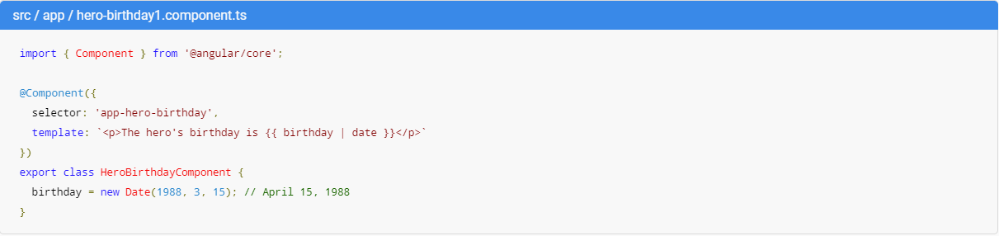 src / app / hero-birthday1.component.ts
import { Component } from '@angular/core';
@Component({
  selector: 'app-hero-birthday',
  template: `<p>The hero's birthday is {{ birthday | date }}</p>`
})
export class HeroBirthdayComponent {
  birthday = new Date(1988, 3, 15); // April 15, 1988
}